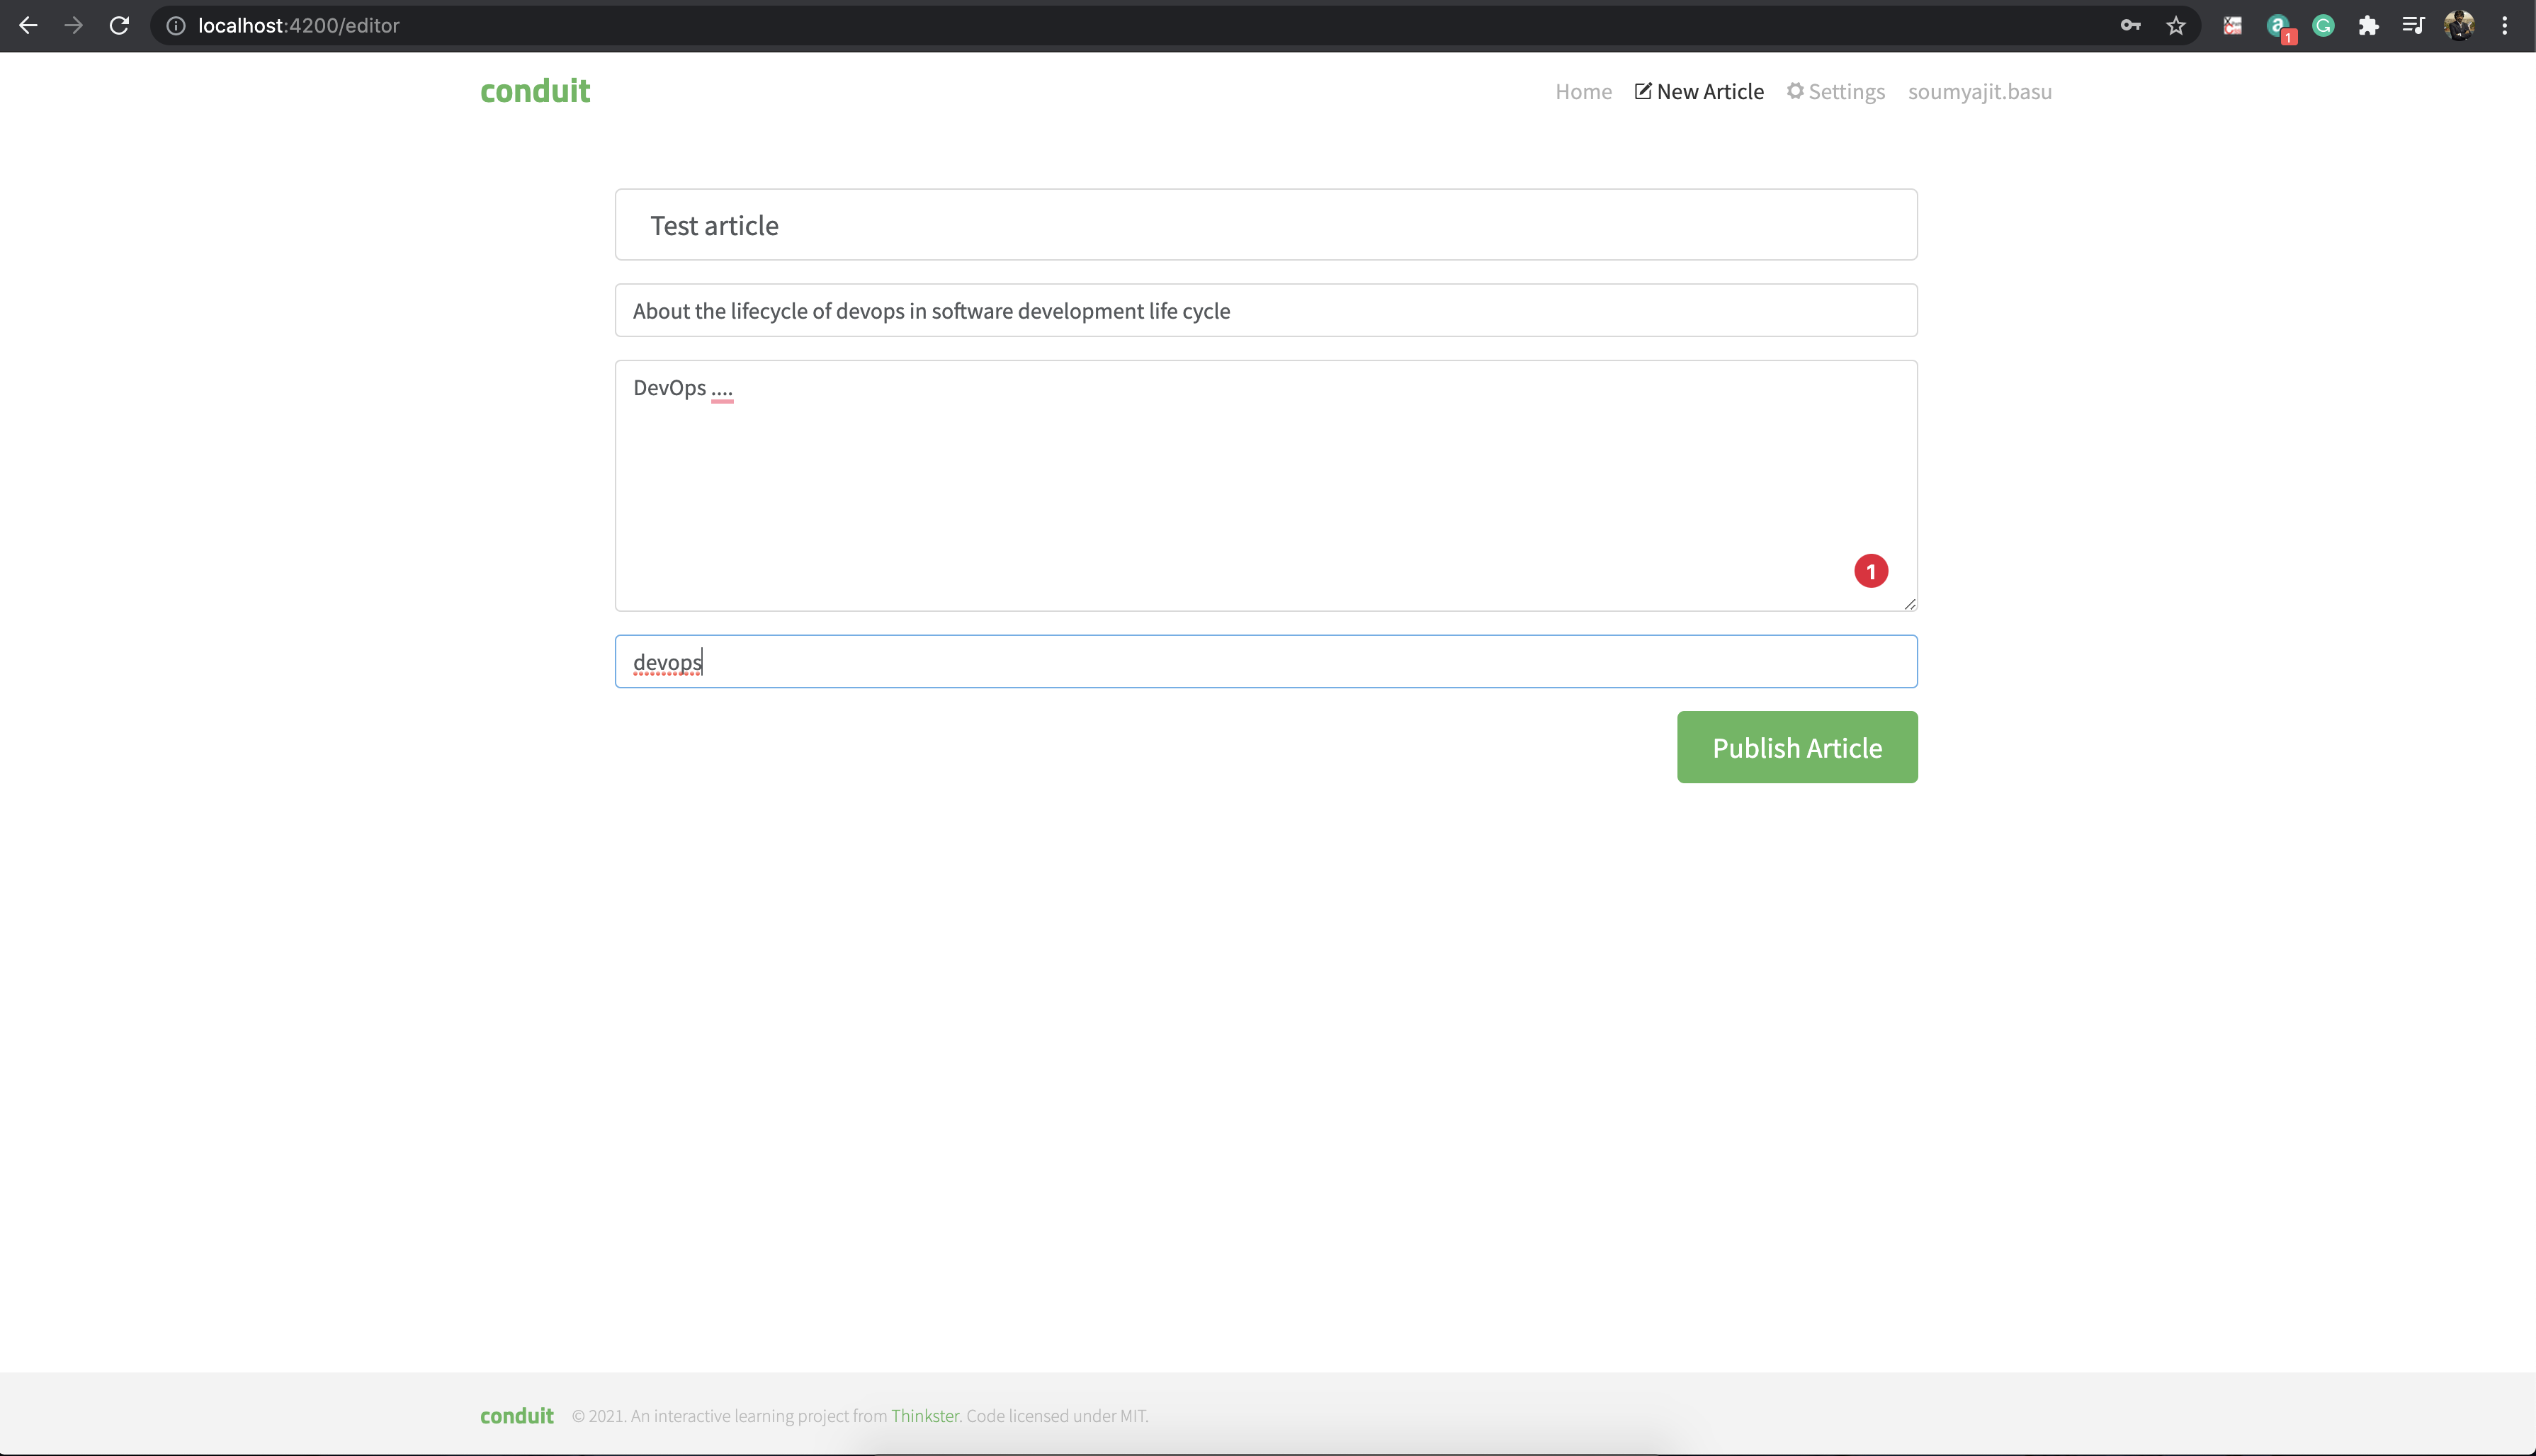 localhost:4200/editor
1
conduit
Home New Article Settings soumyajit.basu
Test article
About the lifecycle of devops in software development life cycle
DevOps ....
1
devops
Publish Article
conduit © 2021. An interactive learning project from Thinkster. Code licensed under MIT.